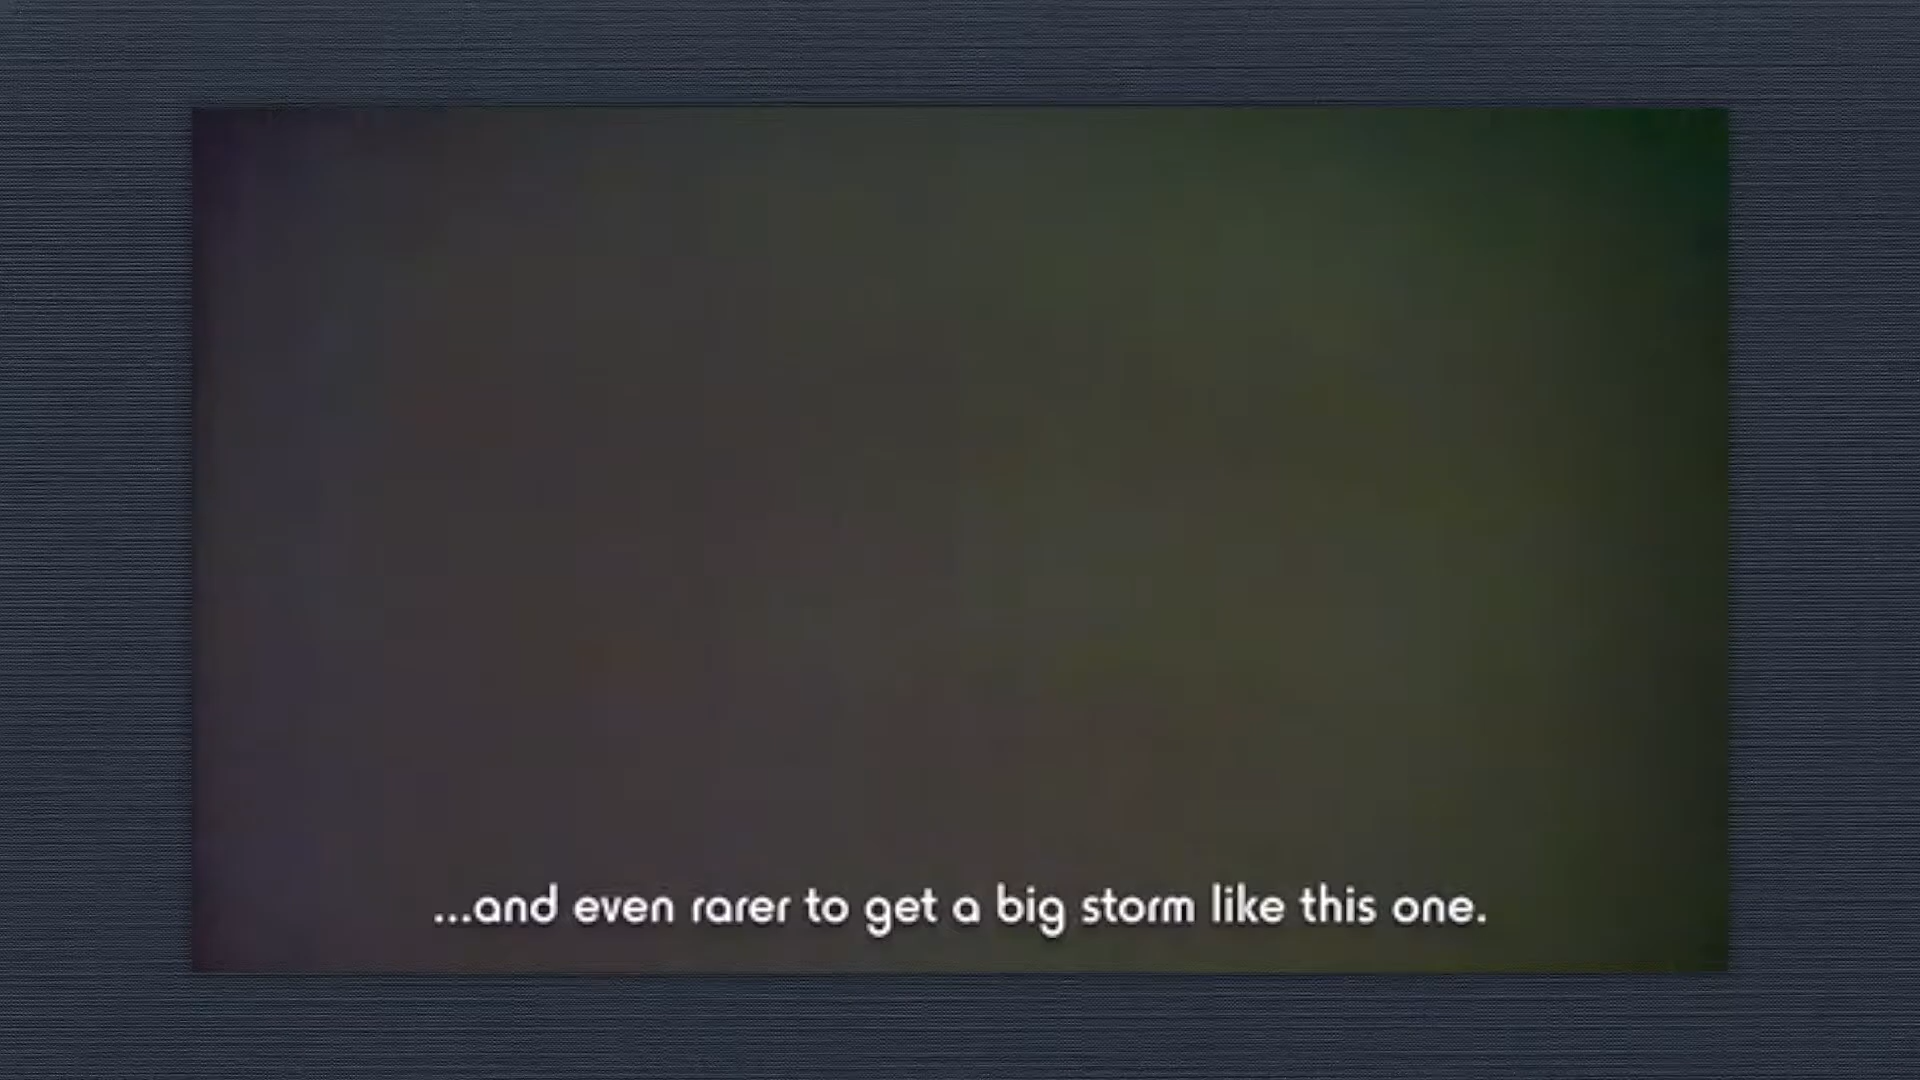 ...and even rarer to get a big storm like this one.